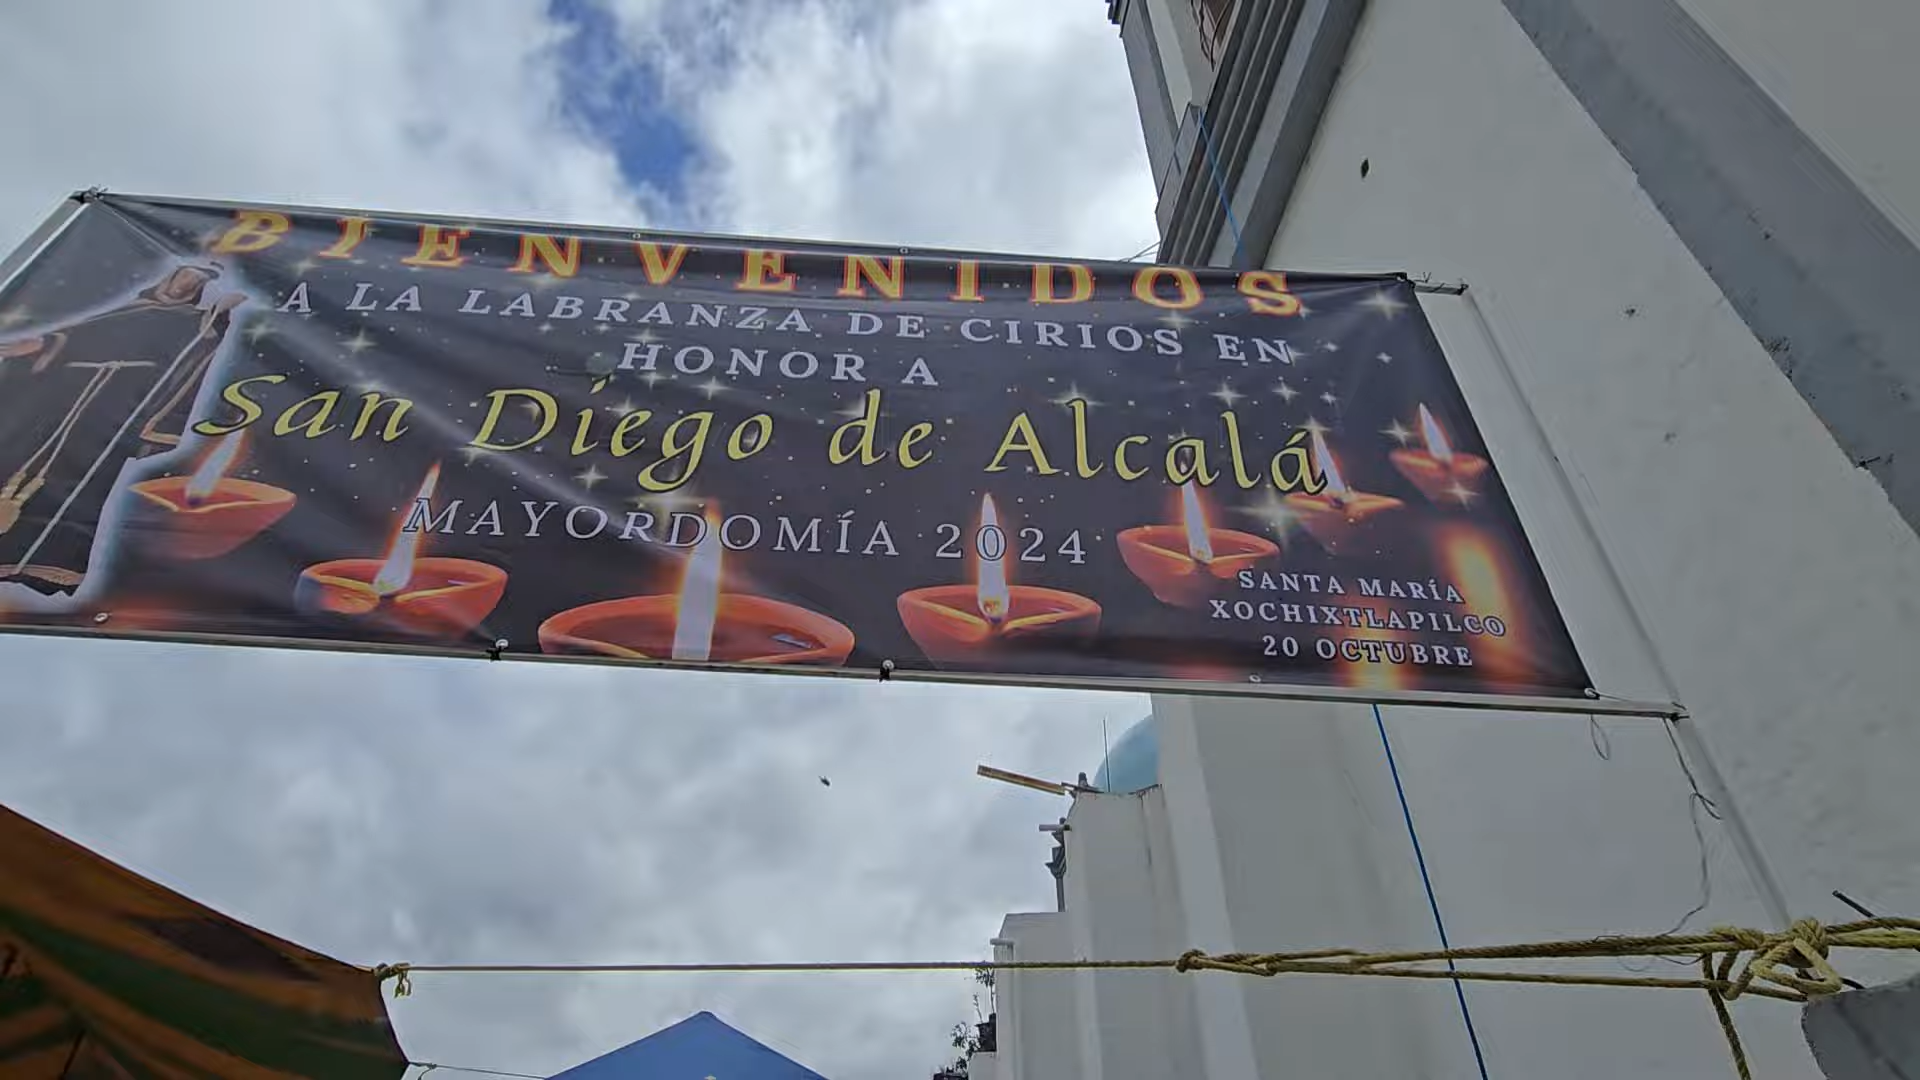 BIENVENIDOS
A LA LABRANZA DE CIRIOS EN
HONOR A
San Diego de Alcalá
MAYORDOMÍA 2024
SANTA MARÍA
XOCHIXTLAPILCO
20 OCTUBRE